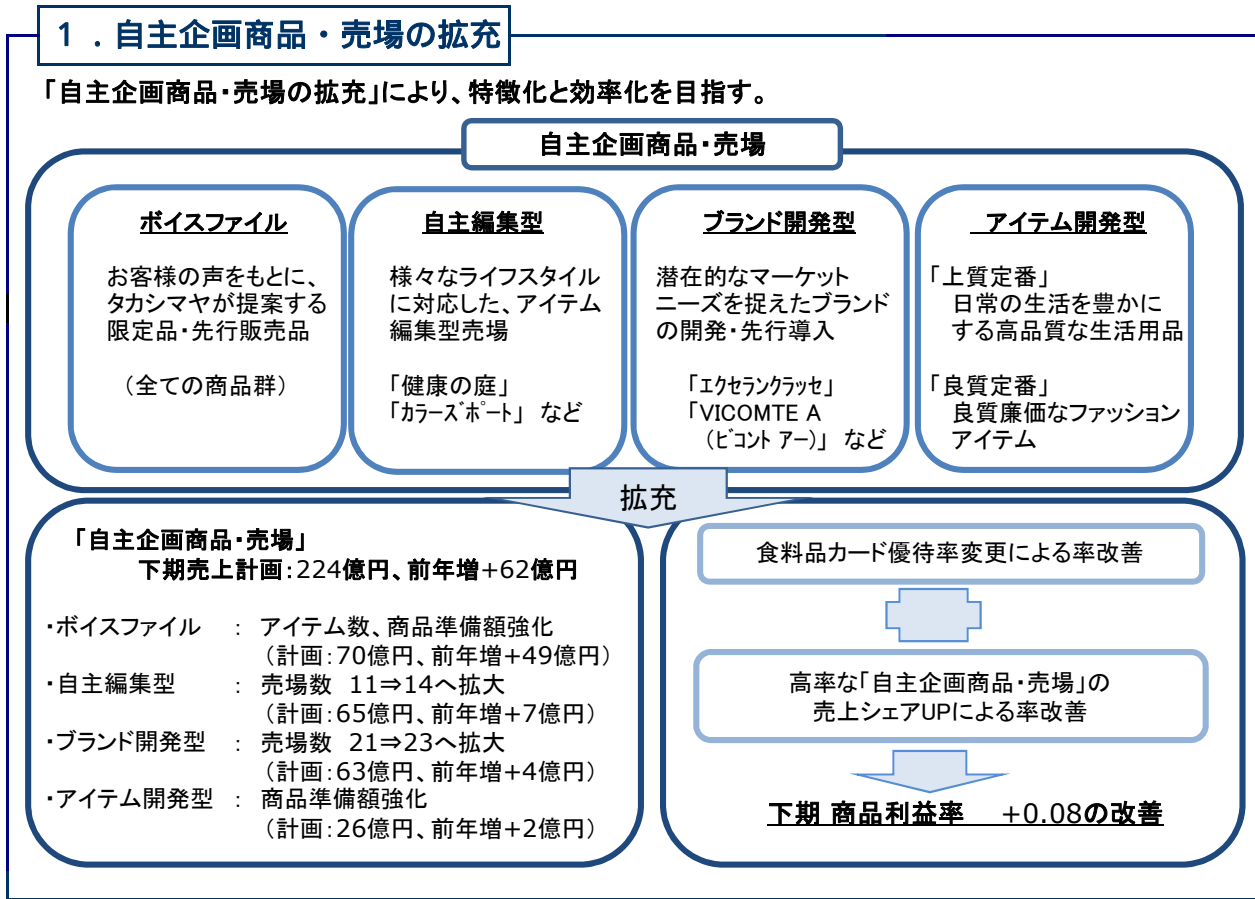 １．自主企画商品・売場の拡充
「自主企画商品・売場の拡充」により、特徴化と効率化を目指す。
自主企画商品・売場
ボイスファイル
お客様の声をもとに、
タカシマヤが提案する
限定品・先行販売品
（全ての商品群）
自主編集型
様々なライフスタイル
に対応した、アイテム
編集型売場
「健康の庭」
「ｶﾗｰｽﾞﾎﾟｰﾄ」 など
ブランド開発型
潜在的なマーケット
ニーズを捉えたブランド
の開発・先行導入
「ｴｸｾﾗﾝｸﾗｯｾ」
「VICOMTE A
（ﾋﾞｺﾝﾄ ｱｰ）」 など
アイテム開発型
「上質定番」
日常の生活を豊かに
する高品質な生活用品
「良質定番」
良質廉価なファッション
アイテム
拡充
「自主企画商品・売場」
下期売上計画：224億円、前年増+62億円
・ボイスファイル ： アイテム数、商品準備額強化
（計画：70億円、前年増+49億円）
・自主編集型 ： 売場数 11⇒14へ拡大
（計画：65億円、前年増+7億円）
・ブランド開発型 ： 売場数 21⇒23へ拡大
（計画：63億円、前年増+4億円）
・アイテム開発型 ： 商品準備額強化
（計画：26億円、前年増+2億円）
食料品カード優待率変更による率改善
高率な「自主企画商品・売場」の
売上シェアUPによる率改善
下期 商品利益率 +0.08の改善